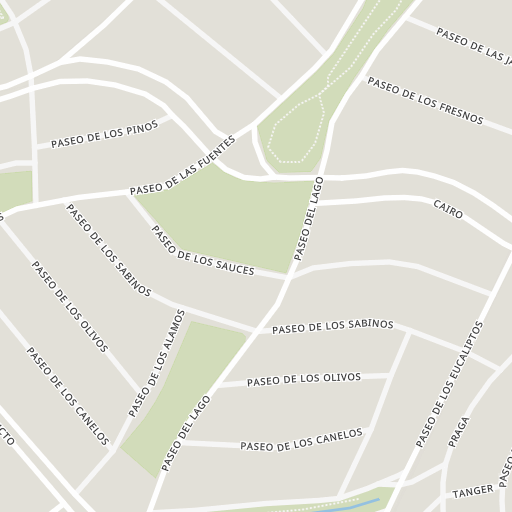 PASEO DE LAS JA
PASEO DE LOS FRESNOS
PASEO DE LOS PINOS
PASEO DE LAS FUENTES
PASEO DEL LAGO
CAIRO
PASEO DE LOS SAUCES
PASEO DE LOS SABINOS
PASEO DE LOS OLIVOS
PASEO DE LOS ALAMOS
PASEO DE LOS SABINOS
PASEO DE LOS EUCALIPTOS
PASEO DE LOS CANELOS
PASEO DE LOS OLIVOS
PASEO DEL LAGO
PASEO DE LOS CANELOS
PRAGA
PASEO
TANGER
UCTO